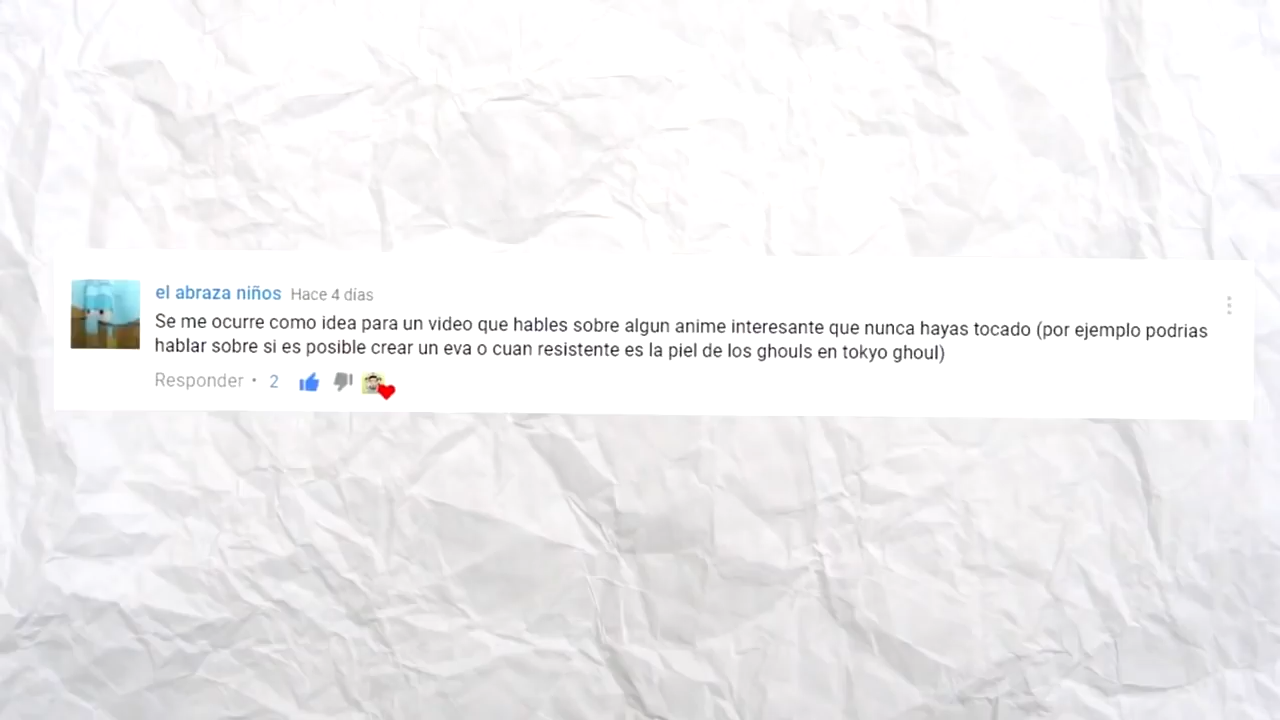 el abraza niños Hace 4 días
Se me ocurre como idea para un video que hables sobre algun anime interesante que nunca hayas tocado (por ejemplo podrias
hablar sobre si es posible crear un eva o cuan resistente es la piel de los ghouls en tokyo ghoul)
Responder • 2